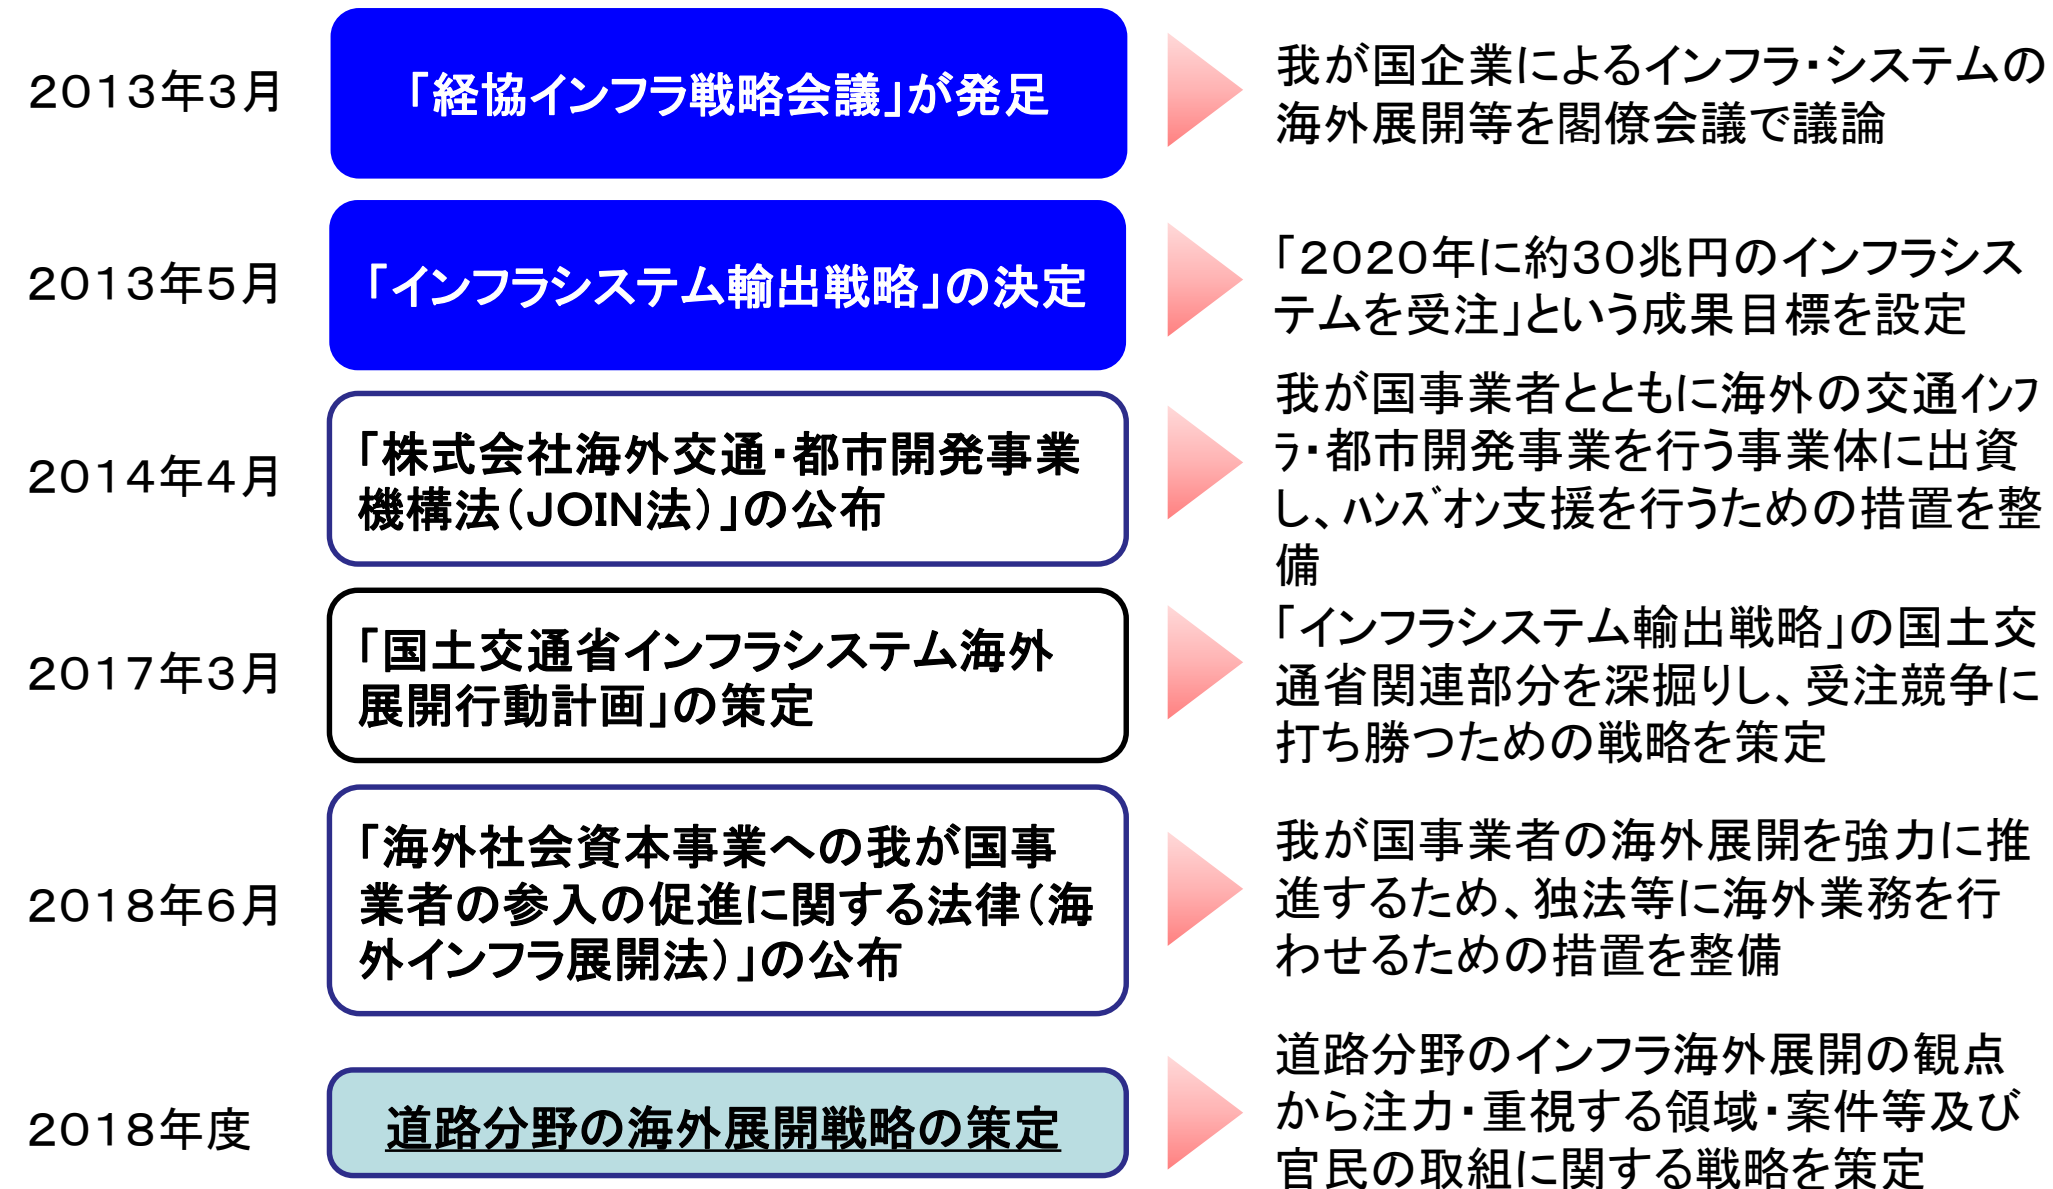 2013年3月
「経協インフラ戦略会議」が発足
我が国企業によるインフラ・システムの
海外展開等を閣僚会議で議論
2013年5月
「インフラシステム輸出戦略」の決定
「2020年に約30兆円のインフラシス
テムを受注」という成果目標を設定
2014年4月
「株式会社海外交通・都市開発事業
機構法(JOIN法)」の公布
我が国事業者とともに海外の交通ｲﾝﾌ
ﾗ・都市開発事業を行う事業体に出資
し、ﾊﾝｽﾞｵﾝ支援を行うための措置を整
備
2017年3月
「国土交通省インフラシステム海外
展開行動計画」の策定
「インフラシステム輸出戦略」の国土交
通省関連部分を深掘りし、受注競争に
打ち勝つための戦略を策定
2018年6月
「海外社会資本事業への我が国事
業者の参入の促進に関する法律(海
外インフラ展開法)」の公布
我が国事業者の海外展開を強力に推
進するため、独法等に海外業務を行
わせるための措置を整備
2018年度
道路分野の海外展開戦略の策定
道路分野のインフラ海外展開の観点
から注力・重視する領域・案件等及び
官民の取組に関する戦略を策定